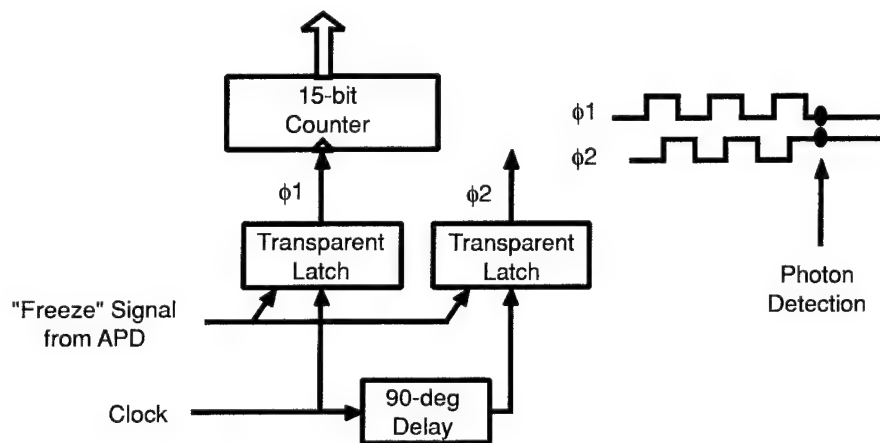 15-bit
Counter
ϕ1
ϕ2
ϕ1
ϕ2
Transparent
Latch
Transparent
Latch
Photon
Detection
"Freeze" Signal
from APD
Clock
90-deg
Delay